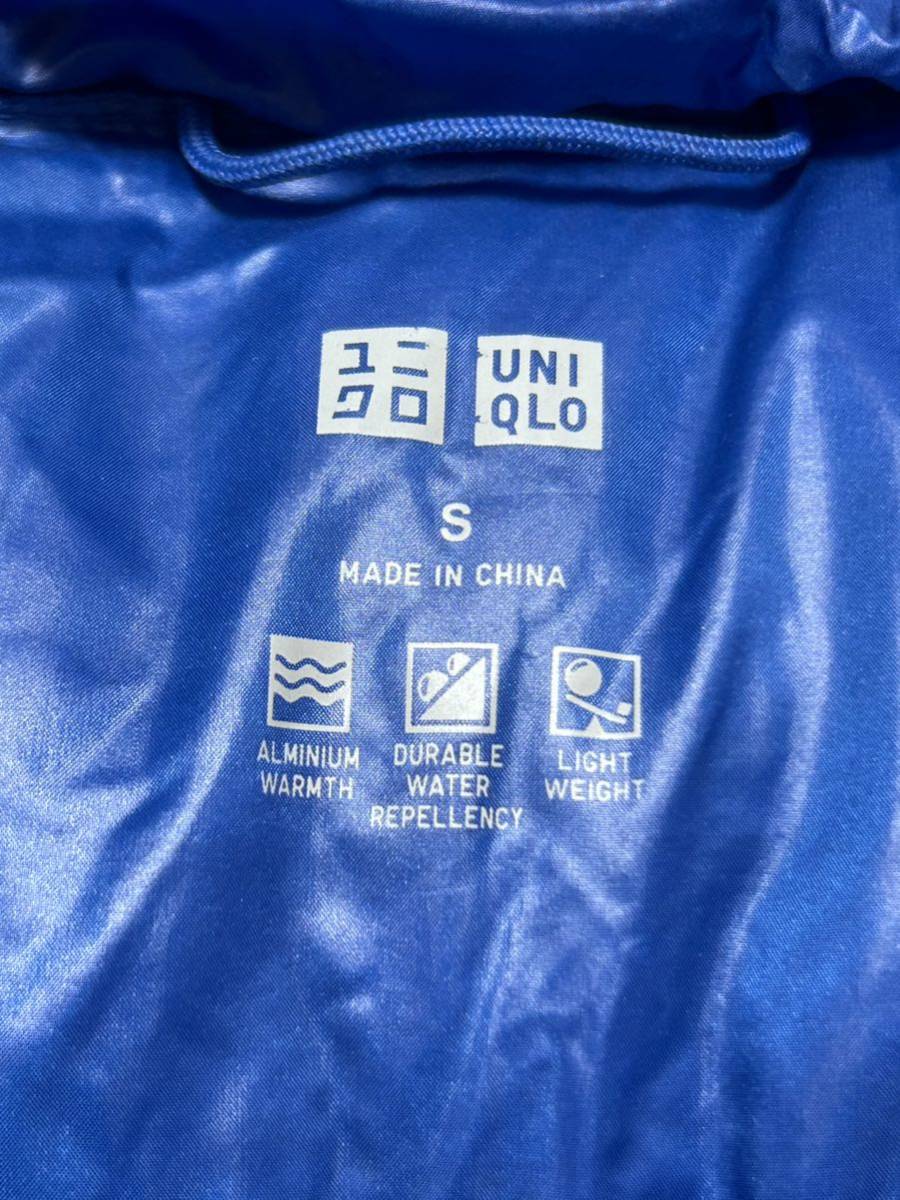 ユニ
クロ
UNI
QLO
S
MADE IN CHINA
ALMINIUM
WARMTH
DURABLE
WATER
REPELLENCY
LIGHT
WEIGHT